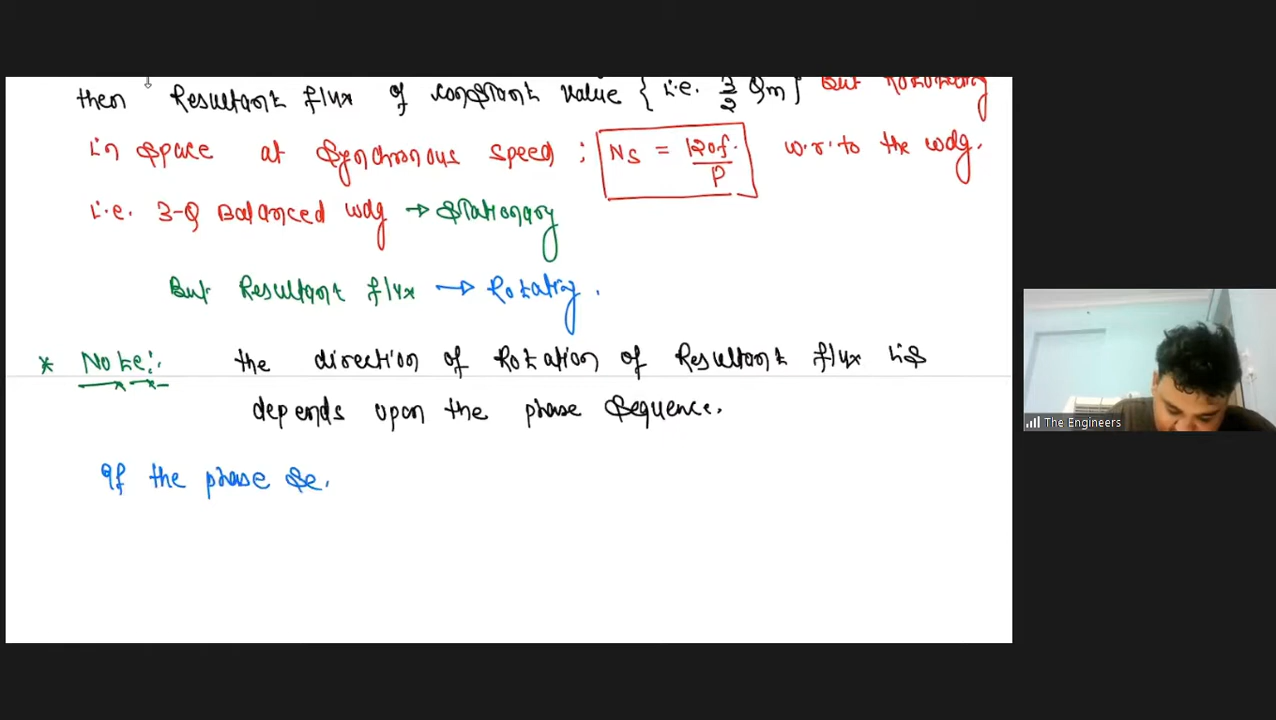 then Resultant flux of constant value { i.e. 3/2 Φm } But Rotating
in space at Synchronous speed ; Ns = 120f/P w.r.to the wdg.
i.e. 3-Φ Balanced wdg → Stationary
But Resultant flux → Rotating.
* Note:- the direction of Rotation of Resultant flux is
depends upon the phase sequence.
If the phase Se.
The Engineers